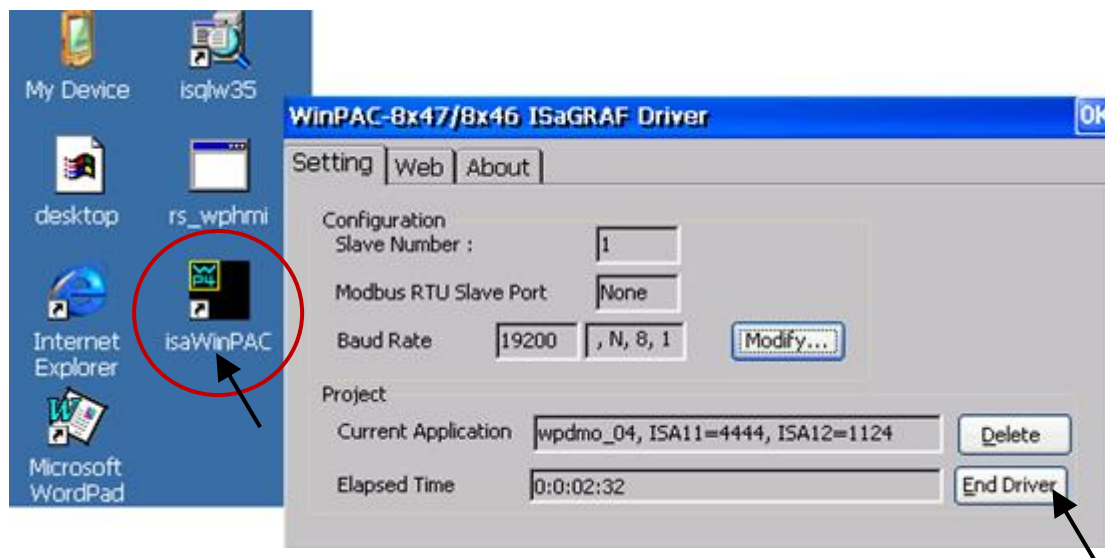 My Device
isqlw35
desktop
rs_wphmi
WP4
Internet
Explorer
isaWinPAC
W
Microsoft
WordPad
WinPAC-8x47/8x46 ISaGRAF Driver
OK
Setting
Web
About
Configuration
Slave Number :
1
Modbus RTU Slave Port
None
Baud Rate
19200
, N, 8, 1
Modify...
Project
Current Application
wpdmo_04, ISA11=4444, ISA12=1124
Delete
Elapsed Time
0:0:02:32
End Driver